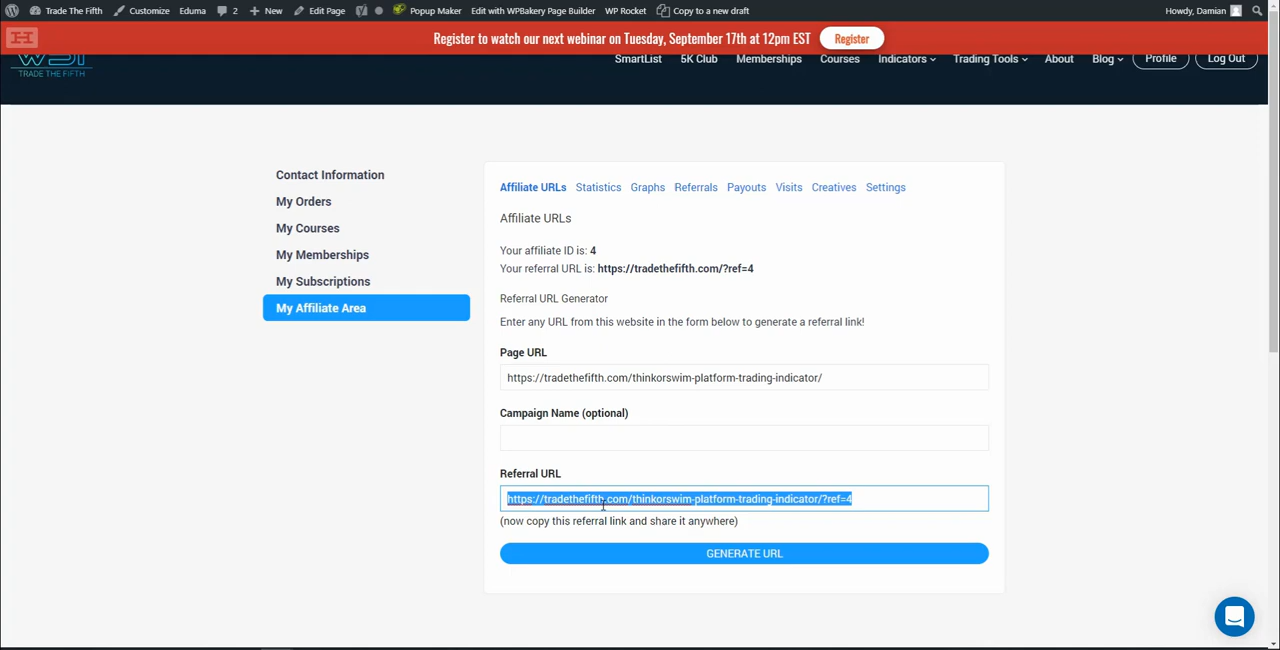 Trade The Fifth Customize Eduma 2 New Edit Page Popup Maker Edit with WPBakery Page Builder WP Rocket Copy to a new draft Howdy, Damian
Register to watch our next webinar on Tuesday, September 17th at 12pm EST Register
TRADE THE FIFTH
SmartList 5K Club Memberships Courses Indicators Trading Tools About Blog Profile Log Out
Contact Information
My Orders
My Courses
My Memberships
My Subscriptions
My Affiliate Area
Affiliate URLs Statistics Graphs Referrals Payouts Visits Creatives Settings
Affiliate URLs
Your affiliate ID is: 4
Your referral URL is: https://tradethefifth.com/?ref=4
Referral URL Generator
Enter any URL from this website in the form below to generate a referral link!
Page URL
https://tradethefifth.com/thinkorswim-platform-trading-indicator/
Campaign Name (optional)
Referral URL
https://tradethefifth.com/thinkorswim-platform-trading-indicator/?ref=4
(now copy this referral link and share it anywhere)
GENERATE URL